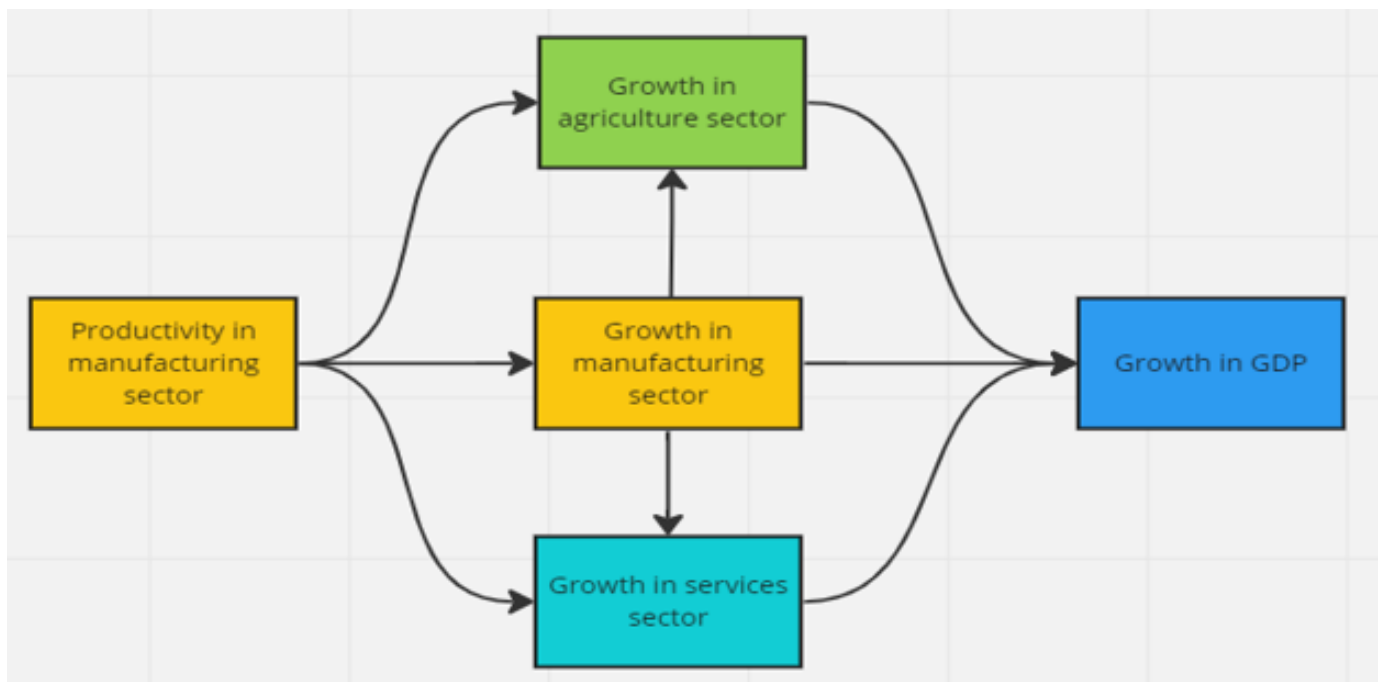 Growth in
agriculture sector
Productivity in
manufacturing
sector
Growth in
manufacturing
sector
Growth in GDP
Growth in services
sector